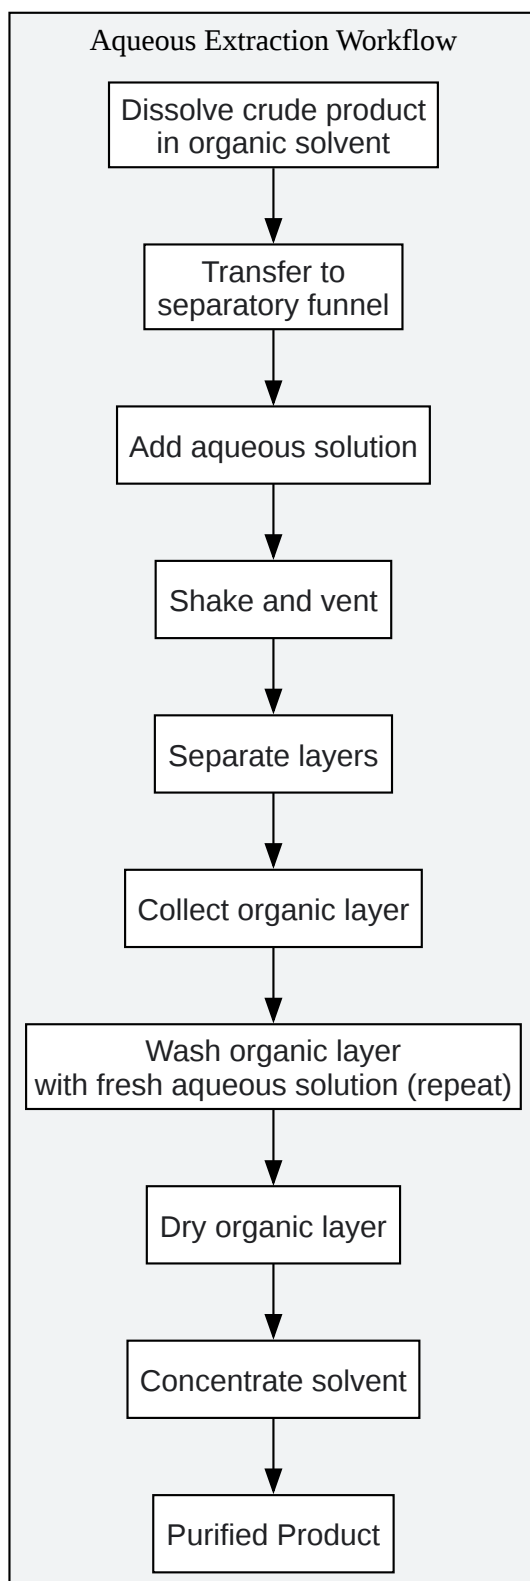 Aqueous Extraction Workflow
Dissolve crude product
in organic solvent
Transfer to
separatory funnel
Add aqueous solution
Shake and vent
Separate layers
Collect organic layer
Wash organic layer
with fresh aqueous solution (repeat)
Dry organic layer
Concentrate solvent
Purified Product